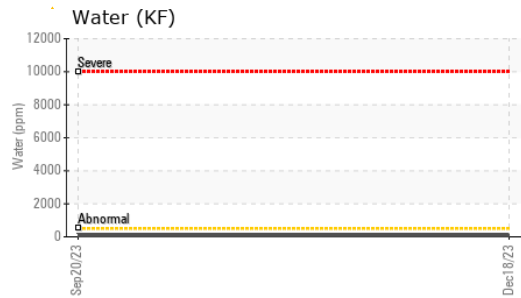 Water (KF)
12000
10000
8000
6000
4000
2000
0
Water (ppm)
Severe
Abnormal
Sep20/23
Dec18/23